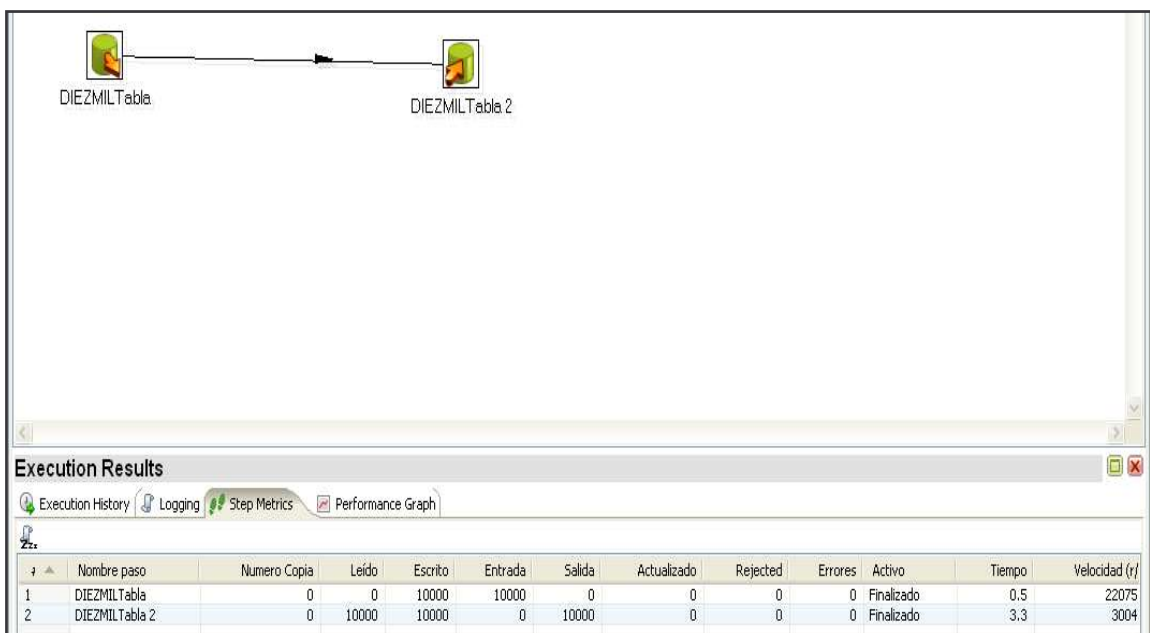 DIEZMILTabla
DIEZMILTabla 2
Execution Results
Execution History Logging Step Metrics Performance Graph
Nombre paso Numero Copia Leído Escrito Entrada Salida Actualizado Rejected Errores Activo Tiempo Velocidad (r/
1 DIEZMILTabla 0 0 10000 10000 0 0 0 0 Finalizado 0.5 22075
2 DIEZMILTabla 2 0 10000 10000 0 10000 0 0 0 Finalizado 3.3 3004